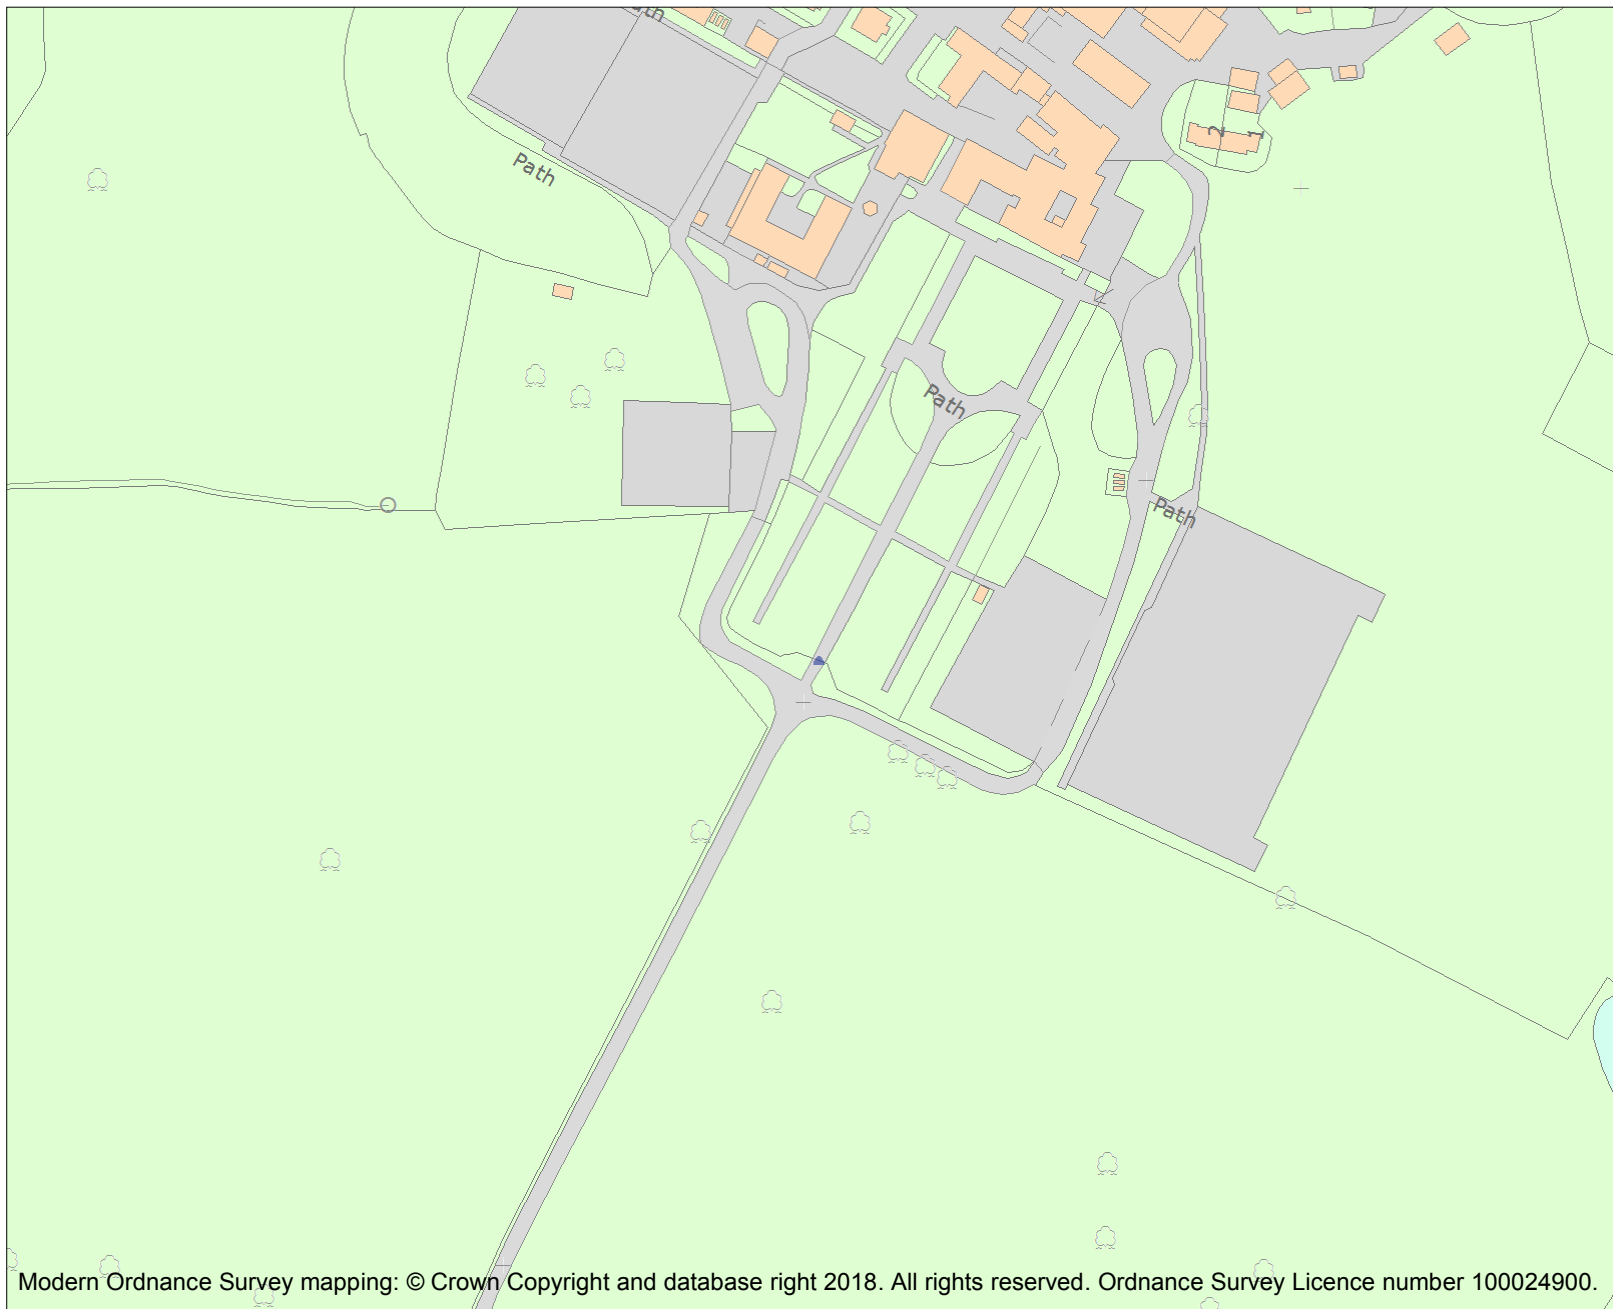 Path
2
1
Path
Path
Modern Ordnance Survey mapping: © Crown Copyright and database right 2018. All rights reserved. Ordnance Survey Licence number 100024900.